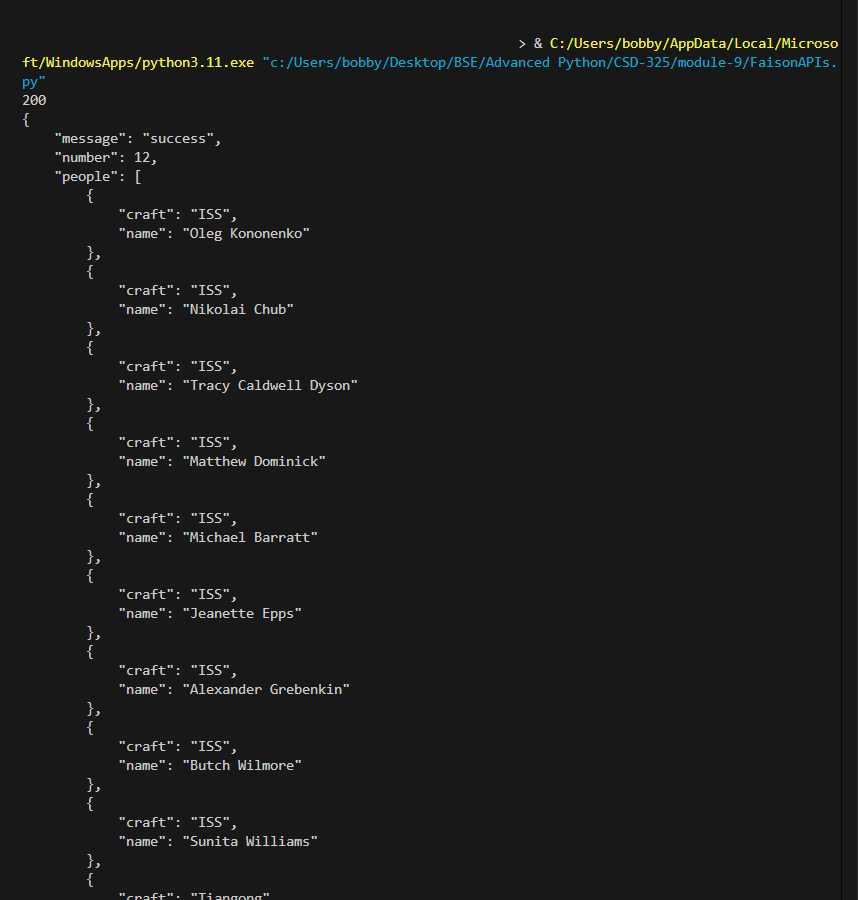 > & C:/Users/bobby/AppData/Local/Microso
ft/WindowsApps/python3.11.exe "c:/Users/bobby/Desktop/BSE/Advanced Python/CSD-325/module-9/FaisonAPIs.
py"
200
{
    "message": "success",
    "number": 12,
    "people": [
        {
            "craft": "ISS",
            "name": "Oleg Kononenko"
        },
        {
            "craft": "ISS",
            "name": "Nikolai Chub"
        },
        {
            "craft": "ISS",
            "name": "Tracy Caldwell Dyson"
        },
        {
            "craft": "ISS",
            "name": "Matthew Dominick"
        },
        {
            "craft": "ISS",
            "name": "Michael Barratt"
        },
        {
            "craft": "ISS",
            "name": "Jeanette Epps"
        },
        {
            "craft": "ISS",
            "name": "Alexander Grebenkin"
        },
        {
            "craft": "ISS",
            "name": "Butch Wilmore"
        },
        {
            "craft": "ISS",
            "name": "Sunita Williams"
        },
        {
            "craft": "Tiangong"